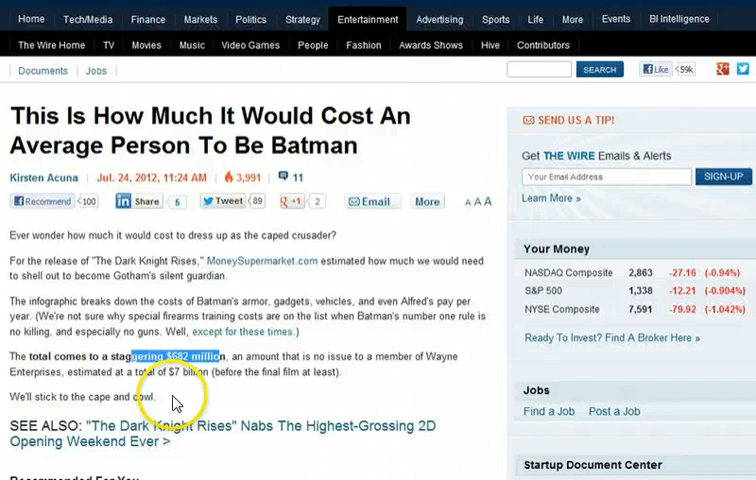 Home Tech/Media Finance Markets Politics Strategy Entertainment Advertising Sports Life More Events BI Intelligence
The Wire Home TV Movies Music Video Games People Fashion Awards Shows Hive Contributors
Documents Jobs
SEARCH Like 59k
This Is How Much It Would Cost An
Average Person To Be Batman
Kirsten Acuna Jul. 24, 2012, 11:24 AM 3,991 11
Recommend 100 Share 5 Tweet 89 +1 2 Email More A A A
Ever wonder how much it would cost to dress up as the caped crusader?
For the release of "The Dark Knight Rises," MoneySupermarket.com estimated how much we would need
to shell out to become Gotham's silent guardian.
The infographic breaks down the costs of Batman's armor, gadgets, vehicles, and even Alfred's pay per
year. (We're not sure why special firearms training costs are on the list when Batman's number one rule is
no killing, and especially no guns. Well, except for these times.)
The total comes to a staggering $682 million, an amount that is no issue to a member of Wayne
Enterprises, estimated at a total of $7 billion (before the final film at least).
We'll stick to the cape and cowl.
SEE ALSO: "The Dark Knight Rises" Nabs The Highest-Grossing 2D
Opening Weekend Ever >
SEND US A TIP!
Get THE WIRE Emails & Alerts
Your Email Address SIGN-UP
Learn More »
Your Money
NASDAQ Composite 2,863 -27.16 (-0.94%)
S&P 500 1,338 -12.21 (-0.904%)
NYSE Composite 7,591 -79.92 (-1.042%)
Ready To Invest? Find A Broker Here »
Jobs
Find a Job Post a Job
Startup Document Center